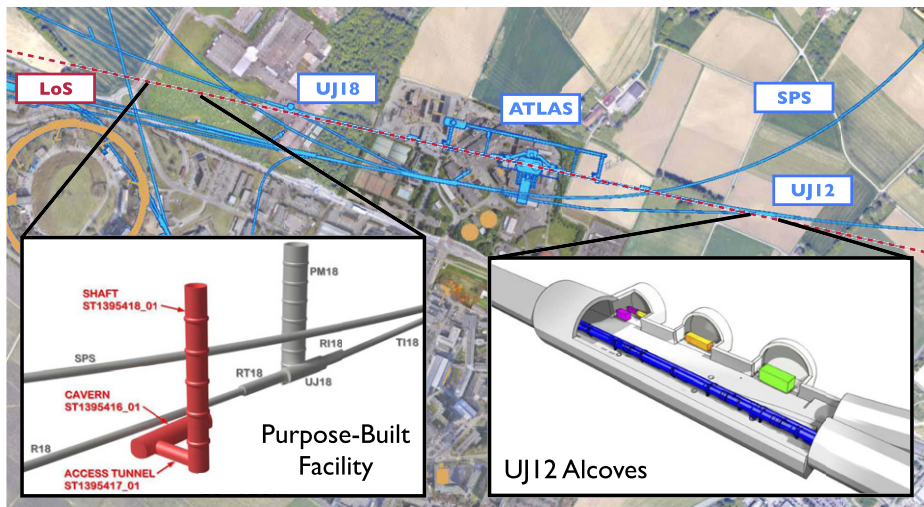 LoS
UJ18
ATLAS
SPS
UJ12
SHAFT
ST1395418_01
PM18
SPS
RI18
TI18
RT18
UJ18
CAVERN
ST1395416_01
R18
ACCESS TUNNEL
ST1395417_01
Purpose-Built
Facility
UJ12 Alcoves